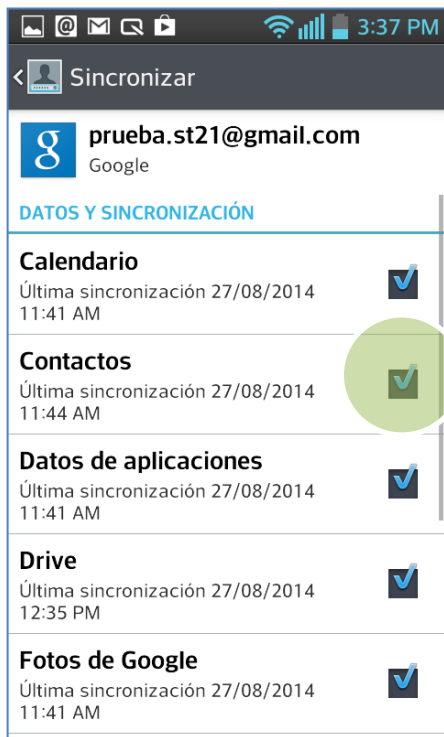 3:37 PM
Sincronizar
prueba.st21@gmail.com
Google
DATOS Y SINCRONIZACIÓN
Calendario
Última sincronización 27/08/2014
11:41 AM
Contactos
Última sincronización 27/08/2014
11:44 AM
Datos de aplicaciones
Última sincronización 27/08/2014
11:41 AM
Drive
Última sincronización 27/08/2014
12:35 PM
Fotos de Google
Última sincronización 27/08/2014
11:41 AM